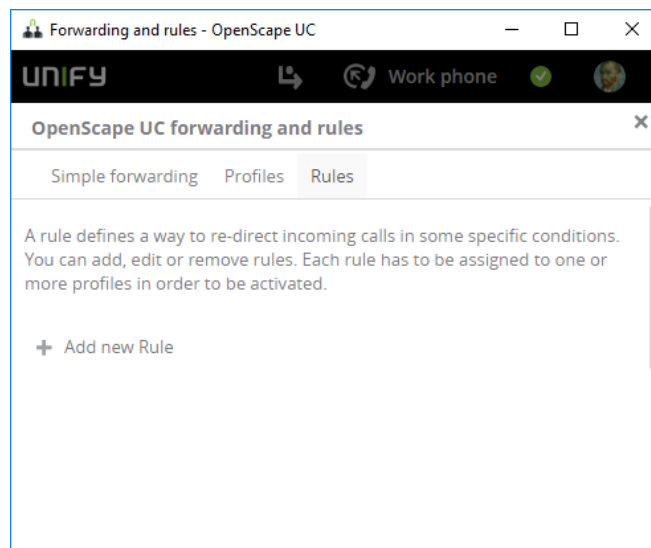 Forwarding and rules - OpenScape UC
UNIFY
Work phone
OpenScape UC forwarding and rules
Simple forwarding Profiles Rules
A rule defines a way to re-direct incoming calls in some specific conditions.
You can add, edit or remove rules. Each rule has to be assigned to one or
more profiles in order to be activated.
+ Add new Rule